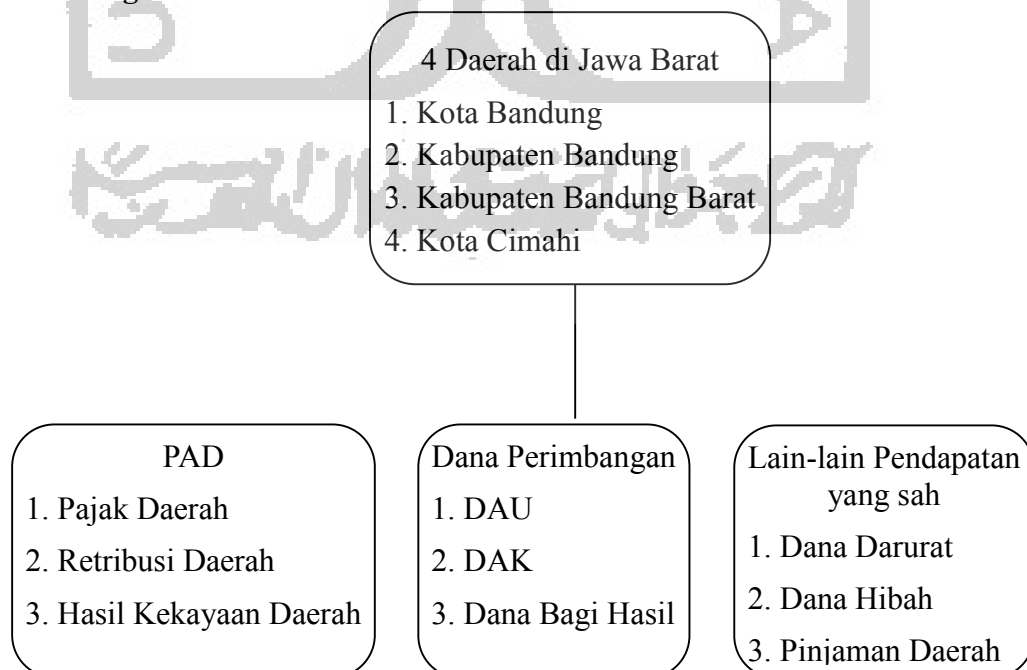 4 Daerah di Jawa Barat
1. Kota Bandung
2. Kabupaten Bandung
3. Kabupaten Bandung Barat
4. Kota Cimahi
PAD
1. Pajak Daerah
2. Retribusi Daerah
3. Hasil Kekayaan Daerah
Dana Perimbangan
1. DAU
2. DAK
3. Dana Bagi Hasil
Lain-lain Pendapatan
yang sah
1. Dana Darurat
2. Dana Hibah
3. Pinjaman Daerah